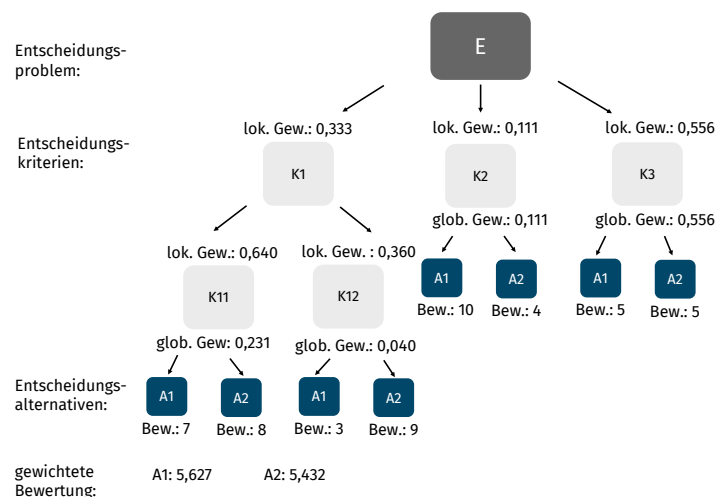 Entscheidungs-
problem:
E
Entscheidungs-
kriterien:
lok. Gew.: 0,333
lok. Gew.: 0,111
lok. Gew.: 0,556
K1
K2
K3
glob. Gew.: 0,111
glob. Gew.: 0,556
lok. Gew.: 0,640
lok. Gew. : 0,360
A1
A2
A1
A2
Bew.: 10
Bew.: 4
Bew.: 5
Bew.: 5
K11
K12
glob. Gew: 0,231
glob. Gew.: 0,040
Entscheidungs-
alternativen:
A1
A2
A1
A2
Bew.: 7
Bew.: 8
Bew.: 3
Bew.: 9
gewichtete
Bewertung:
A1: 5,627
A2: 5,432